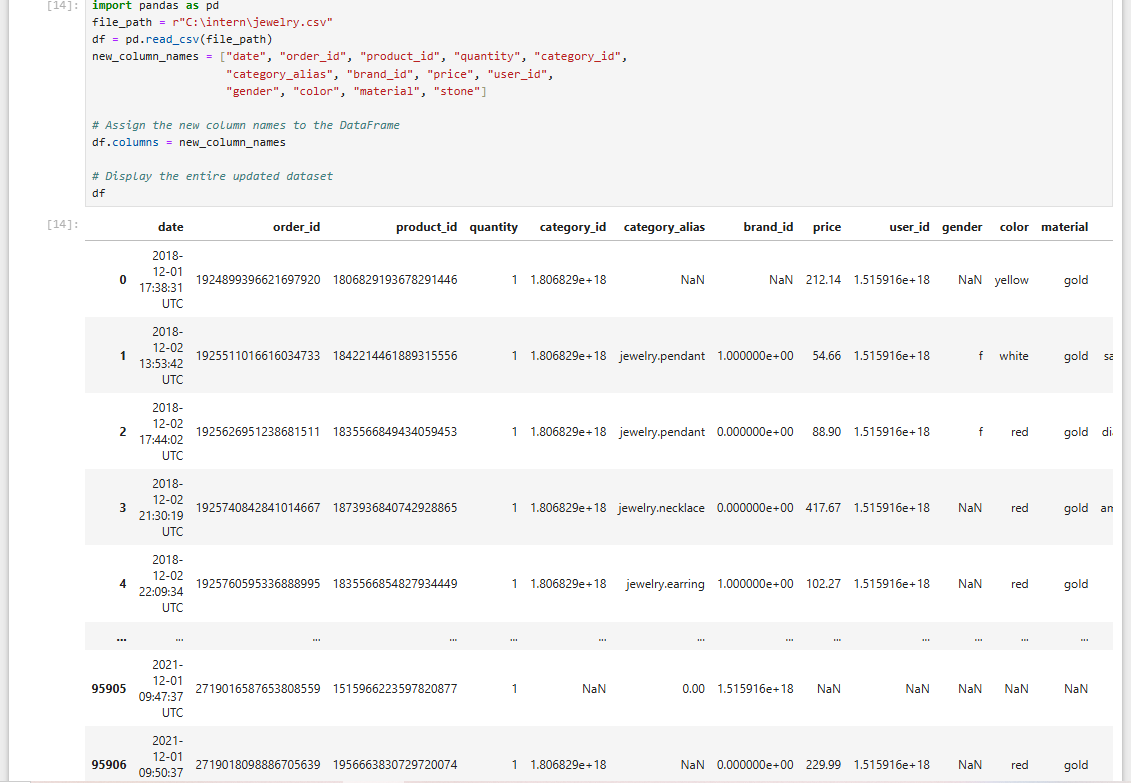 [14]: import pandas as pd
file_path = r"C:\intern\jewelry.csv"
df = pd.read_csv(file_path)
new_column_names = ["date", "order_id", "product_id", "quantity", "category_id",
"category_alias", "brand_id", "price", "user_id",
"gender", "color", "material", "stone"]
# Assign the new column names to the DataFrame
df.columns = new_column_names
# Display the entire updated dataset
df
[14]:
date order_id product_id quantity category_id category_alias brand_id price user_id gender color material
0 2018-12-01 17:38:31 UTC 1924899396621697920 1806829193678291446 1 1.806829e+18 NaN NaN 212.14 1.515916e+18 NaN yellow gold
1 2018-12-02 13:53:42 UTC 1925511016616034733 1842214461889315556 1 1.806829e+18 jewelry.pendant 1.000000e+00 54.66 1.515916e+18 f white gold sa
2 2018-12-02 17:44:02 UTC 1925626951238681511 1835566849434059453 1 1.806829e+18 jewelry.pendant 0.000000e+00 88.90 1.515916e+18 f red gold di
3 2018-12-02 21:30:19 UTC 1925740842841014667 1873936840742928865 1 1.806829e+18 jewelry.necklace 0.000000e+00 417.67 1.515916e+18 NaN red gold am
4 2018-12-02 22:09:34 UTC 1925760595336888995 1835566854827934449 1 1.806829e+18 jewelry.earring 1.000000e+00 102.27 1.515916e+18 NaN red gold
... ... ... ... ... ... ... ... ... ... ... ... ...
95905 2021-12-01 09:47:37 UTC 2719016587653808559 1515966223597820877 1 NaN 0.00 1.515916e+18 NaN NaN NaN NaN NaN
95906 2021-12-01 09:50:37 2719018098886705639 1956663830729720074 1 1.806829e+18 NaN 0.000000e+00 229.99 1.515916e+18 NaN red gold